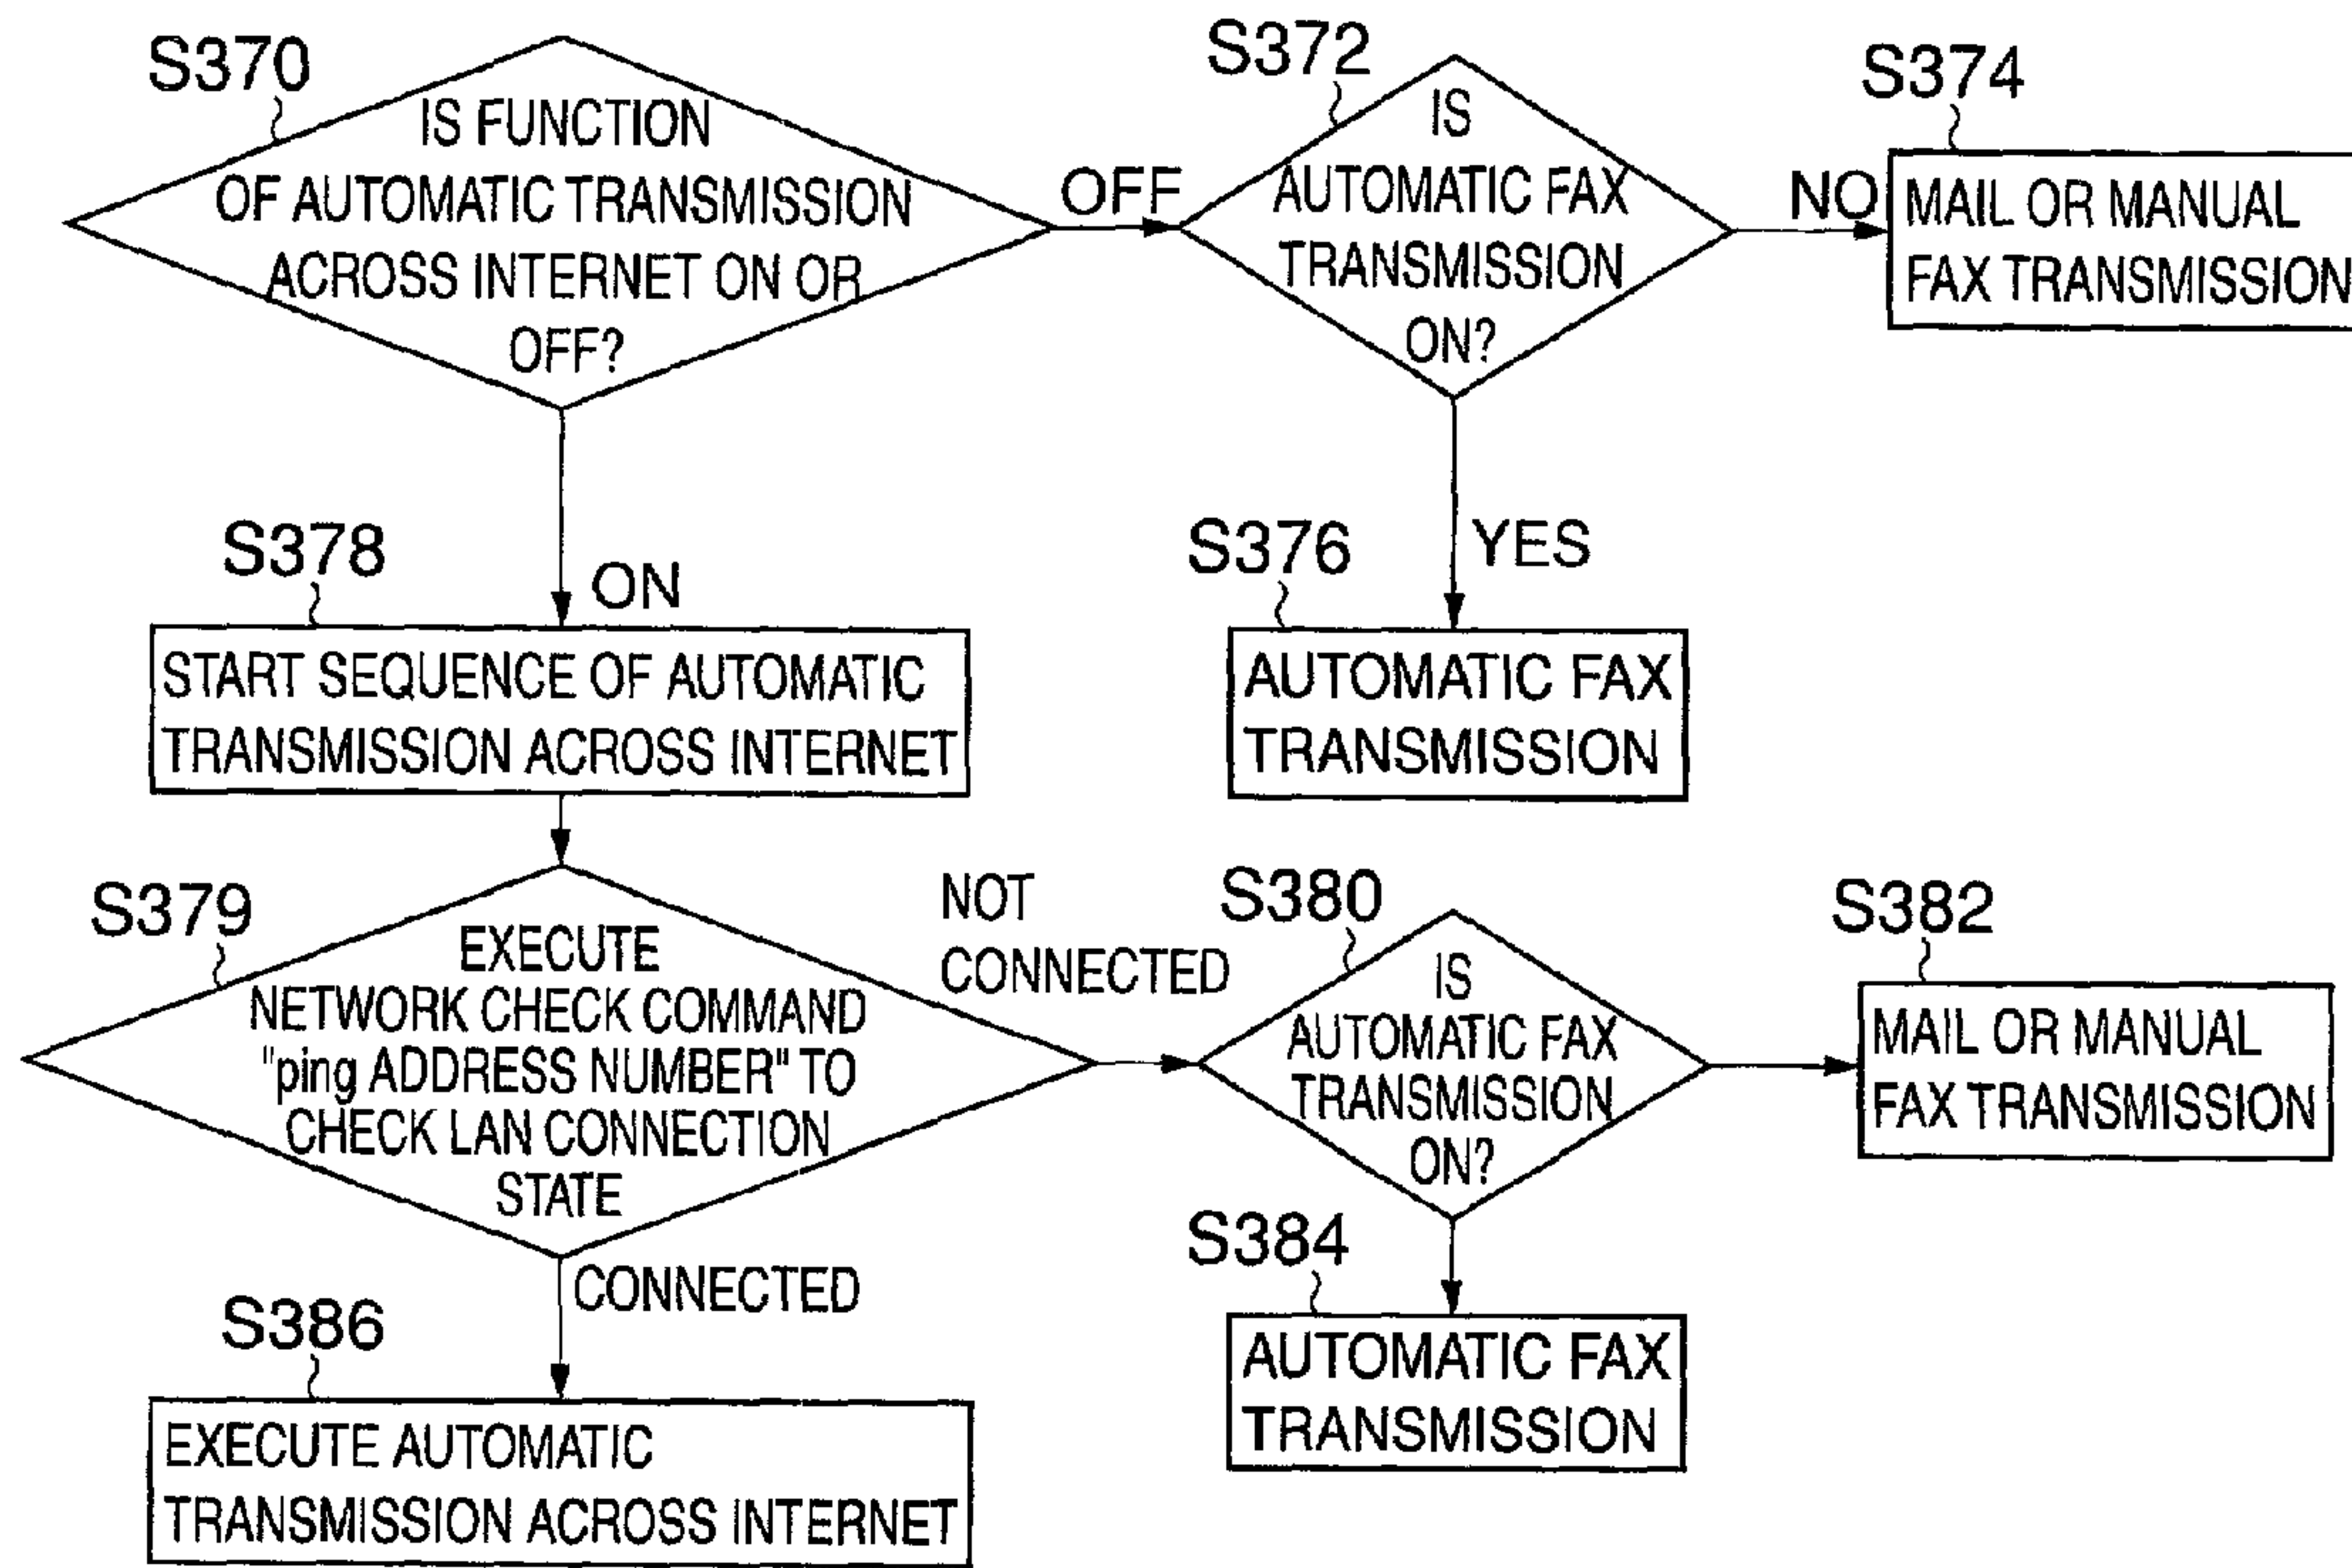 S370
IS FUNCTION
OF AUTOMATIC TRANSMISSION
ACROSS INTERNET ON OR
OFF?
OFF
S372
IS
AUTOMATIC FAX
TRANSMISSION
ON?
NO
S374
MAIL OR MANUAL
FAX TRANSMISSION
ON
YES
S378
START SEQUENCE OF AUTOMATIC
TRANSMISSION ACROSS INTERNET
S376
AUTOMATIC FAX
TRANSMISSION
S379
EXECUTE
NETWORK CHECK COMMAND
"ping ADDRESS NUMBER" TO
CHECK LAN CONNECTION
STATE
NOT
CONNECTED
S380
IS
AUTOMATIC FAX
TRANSMISSION
ON?
S382
MAIL OR MANUAL
FAX TRANSMISSION
CONNECTED
S384
AUTOMATIC FAX
TRANSMISSION
S386
EXECUTE AUTOMATIC
TRANSMISSION ACROSS INTERNET